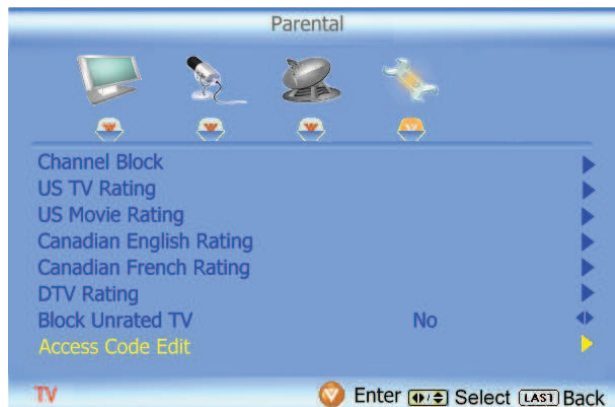 Parental
Channel Block
US TV Rating
US Movie Rating
Canadian English Rating
Canadian French Rating
DTV Rating
Block Unrated TV No
Access Code Edit
TV Enter Select LAST Back